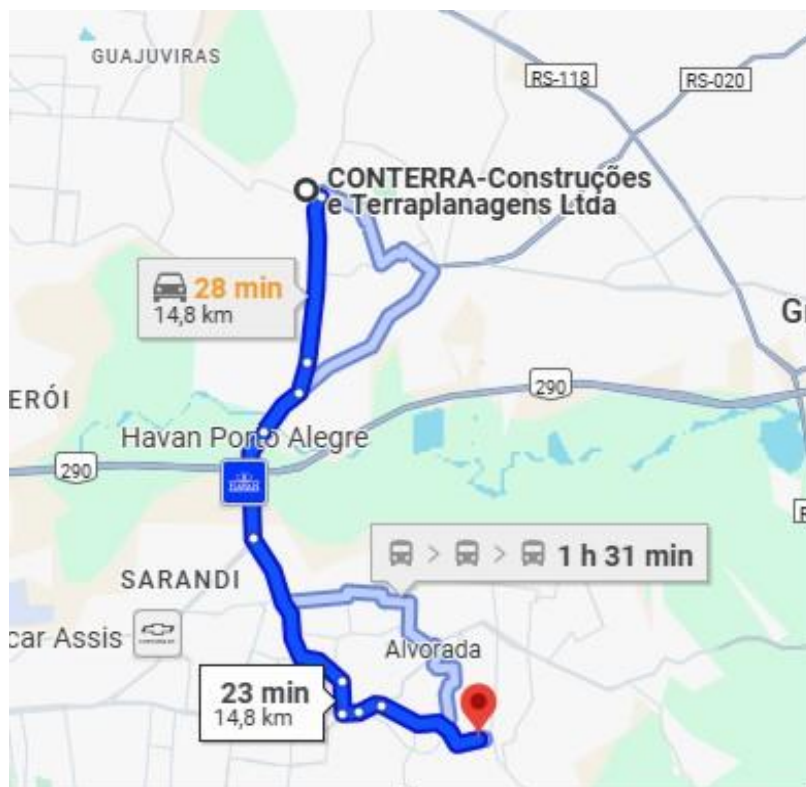 GUAJUVIRAS
RS-118
RS-020
CONTERRA-Construções
e Terraplanagens Ltda
28 min
14,8 km
G
290
ERÓI
Havan Porto Alegre
290
HAVAN
1 h 31 min
SARANDI
car Assis
Alvorada
23 min
14,8 km